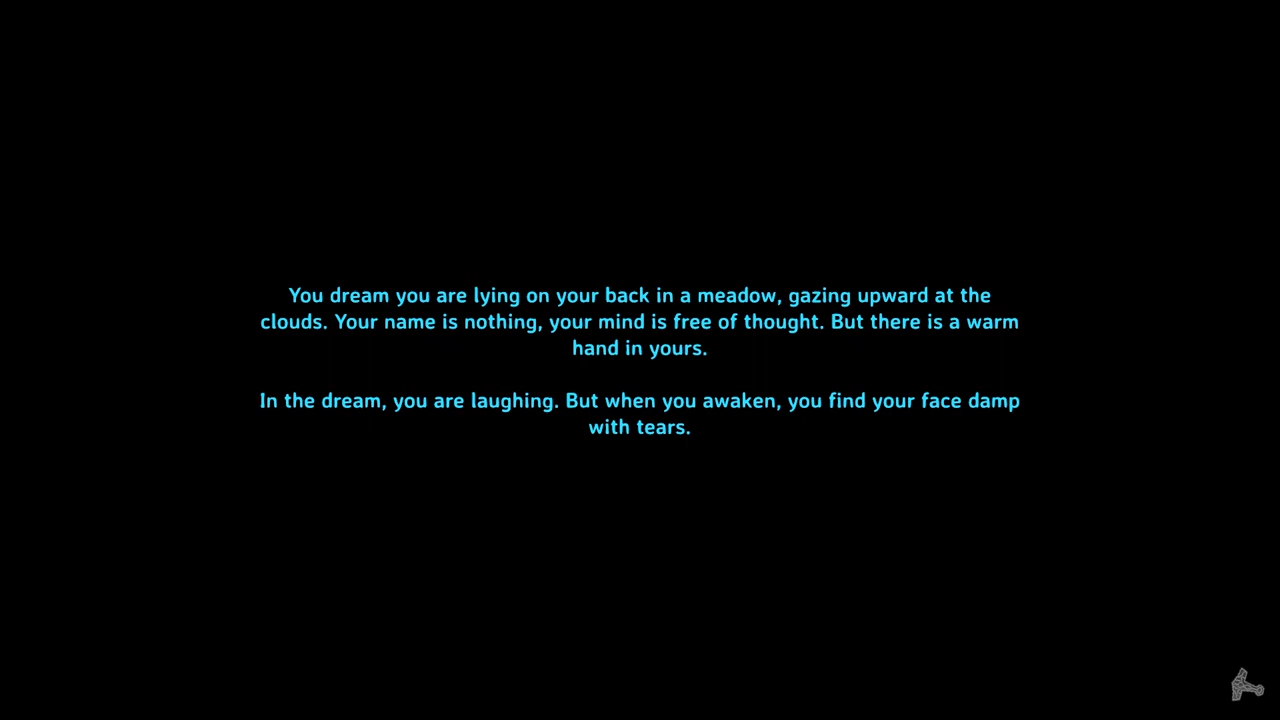 You dream you are lying on your back in a meadow, gazing upward at the
clouds. Your name is nothing, your mind is free of thought. But there is a warm
hand in yours.
In the dream, you are laughing. But when you awaken, you find your face damp
with tears.